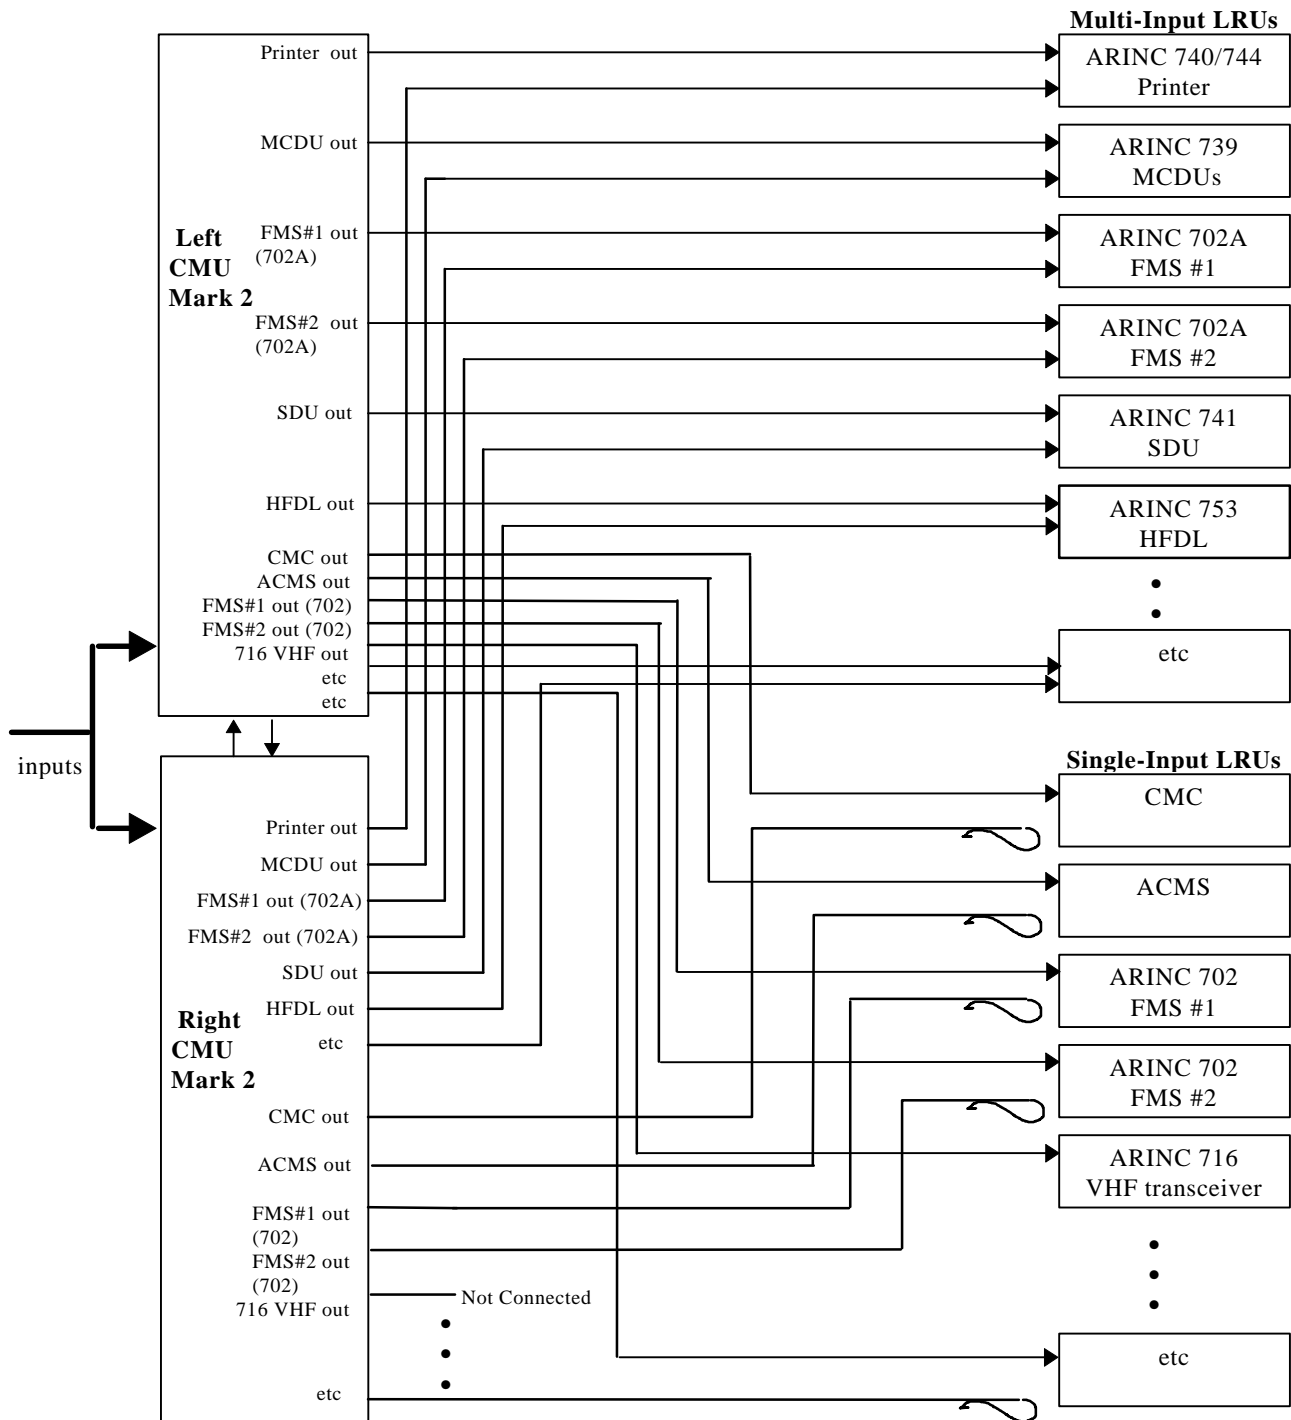 Multi-Input LRUs
Printer out
ARINC 740/744
Printer
MCDU out
ARINC 739
MCDUs
Left
CMU
Mark 2
FMS#1 out
(702A)
ARINC 702A
FMS #1
FMS#2 out
(702A)
ARINC 702A
FMS #2
SDU out
ARINC 741
SDU
HFDL out
ARINC 753
HFDL
CMC out
ACMS out
FMS#1 out (702)
FMS#2 out (702)
716 VHF out
etc
etc
etc
inputs
Single-Input LRUs
CMC
Printer out
MCDU out
ACMS
FMS#1 out (702A)
FMS#2 out (702A)
SDU out
ARINC 702
FMS #1
HFDL out
Right
CMU
Mark 2
etc
ARINC 702
FMS #2
CMC out
ACMS out
ARINC 716
VHF transceiver
FMS#1 out
(702)
FMS#2 out
(702)
716 VHF out
Not Connected
etc
etc